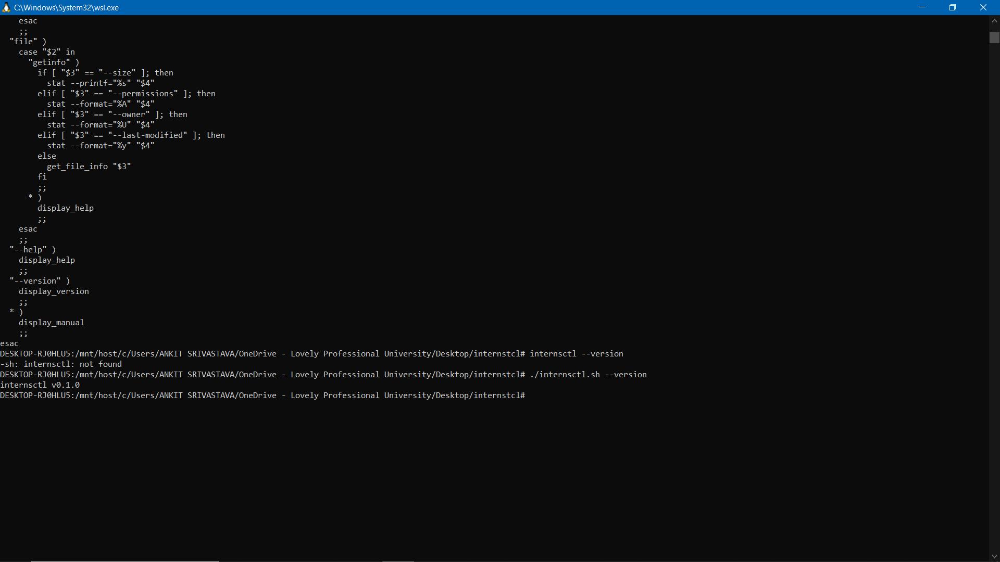 C:\Windows\System32\wsl.exe
    esac
    ;;
  "file" )
    case "$2" in
      "getinfo" )
        if [ "$3" == "--size" ]; then
          stat --printf="%s" "$4"
        elif [ "$3" == "--permissions" ]; then
          stat --format="%A" "$4"
        elif [ "$3" == "--owner" ]; then
          stat --format="%U" "$4"
        elif [ "$3" == "--last-modified" ]; then
          stat --format="%y" "$4"
        else
          get_file_info "$3"
        fi
        ;;
      * )
        display_help
        ;;
    esac
    ;;
  "--help" )
    display_help
    ;;
  "--version" )
    display_version
    ;;
  * )
    display_manual
    ;;
esac
DESKTOP-RJ0HLU5:/mnt/host/c/Users/ANKIT SRIVASTAVA/OneDrive - Lovely Professional University/Desktop/internstcl# internsctl --version
-sh: internsctl: not found
DESKTOP-RJ0HLU5:/mnt/host/c/Users/ANKIT SRIVASTAVA/OneDrive - Lovely Professional University/Desktop/internstcl# ./internsctl.sh --version
internsctl v0.1.0
DESKTOP-RJ0HLU5:/mnt/host/c/Users/ANKIT SRIVASTAVA/OneDrive - Lovely Professional University/Desktop/internstcl#